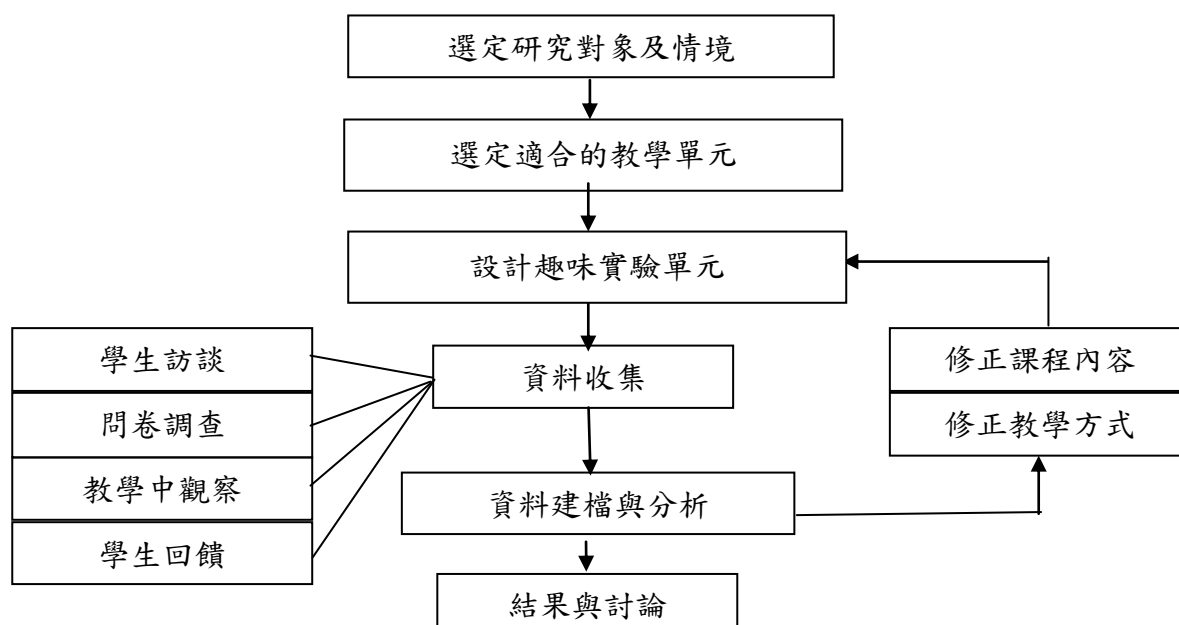 選定研究對象及情境
選定適合的教學單元
設計趣味實驗單元
學生訪談
問卷調查
教學中觀察
學生回饋
資料收集
修正課程內容
修正教學方式
資料建檔與分析
結果與討論